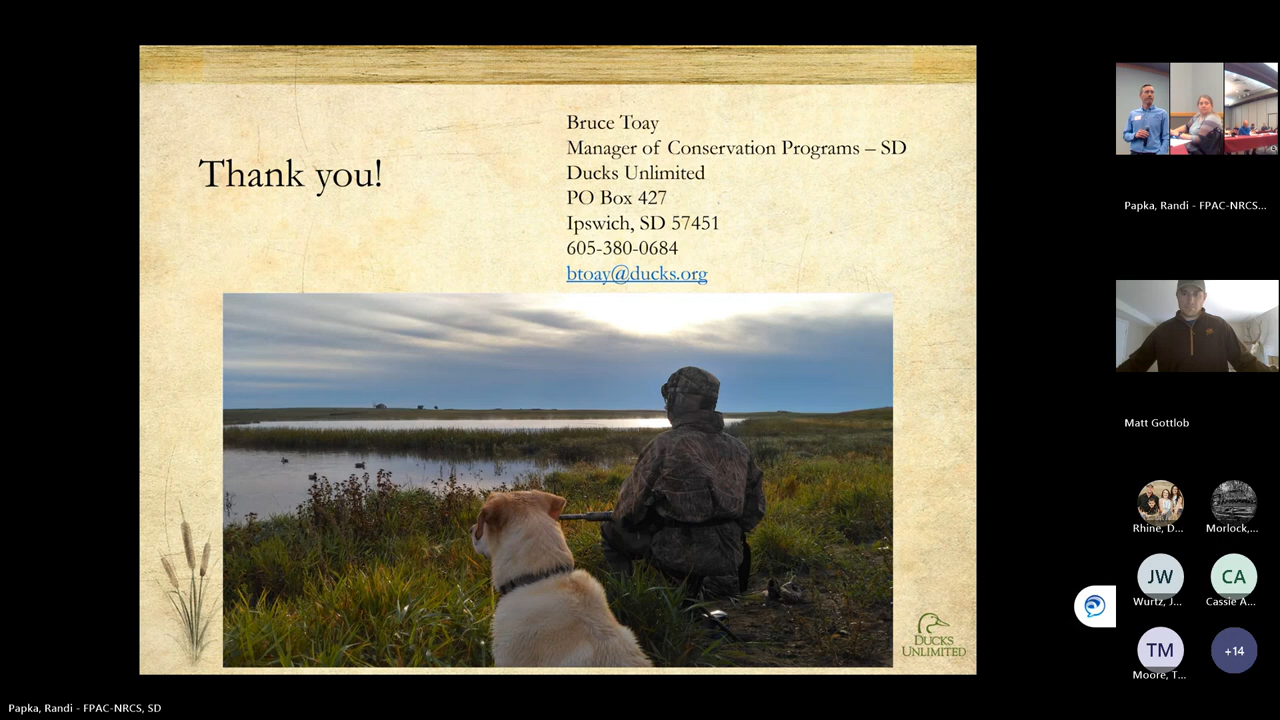 Thank you!
Bruce Toay
Manager of Conservation Programs – SD
Ducks Unlimited
PO Box 427
Ipswich, SD 57451
605-380-0684
btoay@ducks.org
DUCKS
UNLIMITED
Papka, Randi - FPAC-NRCS...
Matt Gottlob
Rhine, D...
Morlock,...
JW
CA
Wurtz, J...
Cassie A...
TM
+14
Moore, T...
Papka, Randi - FPAC-NRCS, SD